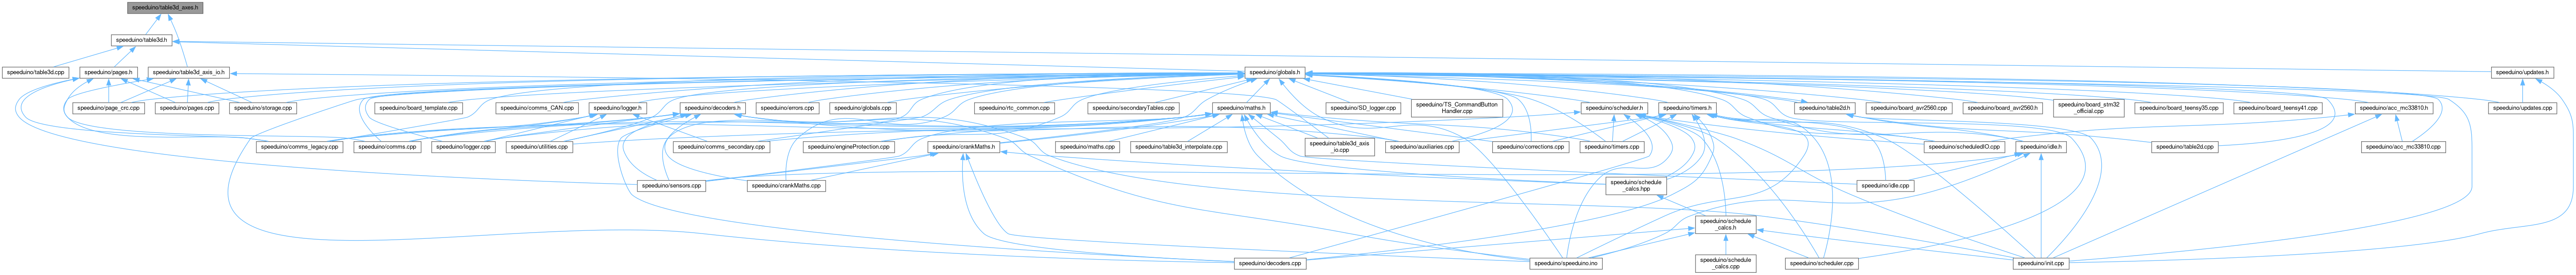 speeduino/table3d_axes.h
speeduino/table3d.h
speeduino/table3d.cpp
speeduino/pages.h
speeduino/table3d_axis_io.h
speeduino/globals.h
speeduino/updates.h
speeduino/page_crc.cpp
speeduino/pages.cpp
speeduino/storage.cpp
speeduino/board_template.cpp
speeduino/comms_CAN.cpp
speeduino/logger.h
speeduino/decoders.h
speeduino/errors.cpp
speeduino/globals.cpp
speeduino/rtc_common.cpp
speeduino/secondaryTables.cpp
speeduino/maths.h
speeduino/SD_logger.cpp
speeduino/TS_CommandButton
Handler.cpp
speeduino/scheduler.h
speeduino/timers.h
speeduino/table2d.h
speeduino/board_avr2560.cpp
speeduino/board_avr2560.h
speeduino/board_stm32
_official.cpp
speeduino/board_teensy35.cpp
speeduino/board_teensy41.cpp
speeduino/acc_mc33810.h
speeduino/updates.cpp
speeduino/comms_legacy.cpp
speeduino/comms.cpp
speeduino/logger.cpp
speeduino/utilities.cpp
speeduino/comms_secondary.cpp
speeduino/engineProtection.cpp
speeduino/crankMaths.h
speeduino/maths.cpp
speeduino/table3d_interpolate.cpp
speeduino/table3d_axis
_io.cpp
speeduino/auxiliaries.cpp
speeduino/corrections.cpp
speeduino/timers.cpp
speeduino/scheduledIO.cpp
speeduino/idle.h
speeduino/table2d.cpp
speeduino/acc_mc33810.cpp
speeduino/sensors.cpp
speeduino/crankMaths.cpp
speeduino/schedule
_calcs.hpp
speeduino/idle.cpp
speeduino/schedule
_calcs.h
speeduino/decoders.cpp
speeduino/speeduino.ino
speeduino/schedule
_calcs.cpp
speeduino/scheduler.cpp
speeduino/init.cpp